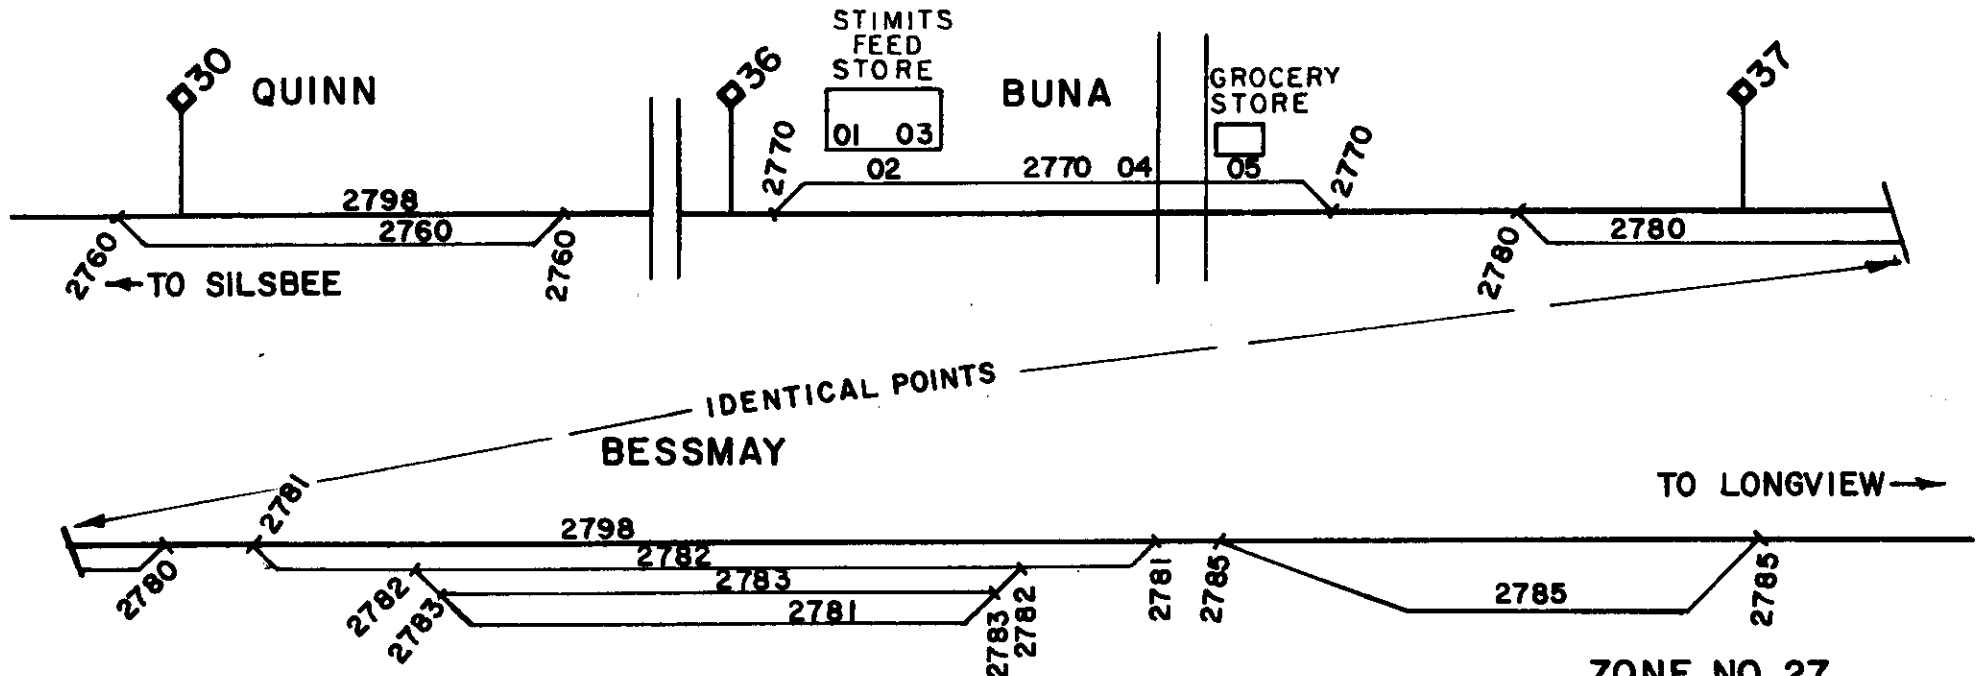 30
QUINN
2798
2760
2760
2760
TO SILSBEE
36
STIMITS
FEED
STORE
01 03
02
2770
2770 04
BUNA
GROCERY
STORE
05
2770
37
2780
2780
IDENTICAL POINTS
BESSMAY
TO LONGVIEW
2780
2781
2798
2782
2783
2781
2782
2783
2783
2782
2781
2785
2785
2785
ZONE NO 27